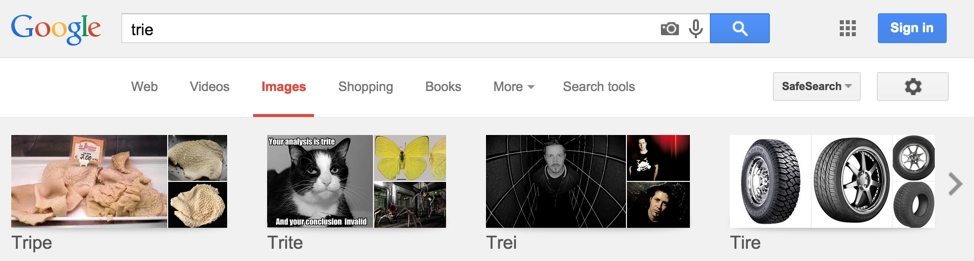 Google
trie
Sign in
Web Videos Images Shopping Books More Search tools
SafeSearch
Your analysis is trite
And your conclusion invalid
Tripe Trite Trei Tire